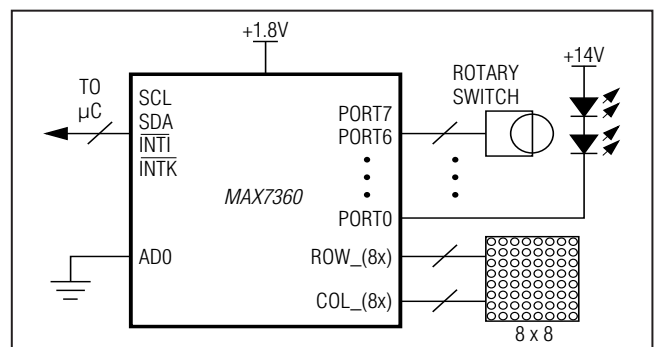 +1.8V
+14V
TO
µC
SCL
SDA
INTI
INTK
AD0
MAX7360
PORT7
PORT6
PORT0
ROW_(8x)
COL_(8x)
ROTARY
SWITCH
8 x 8